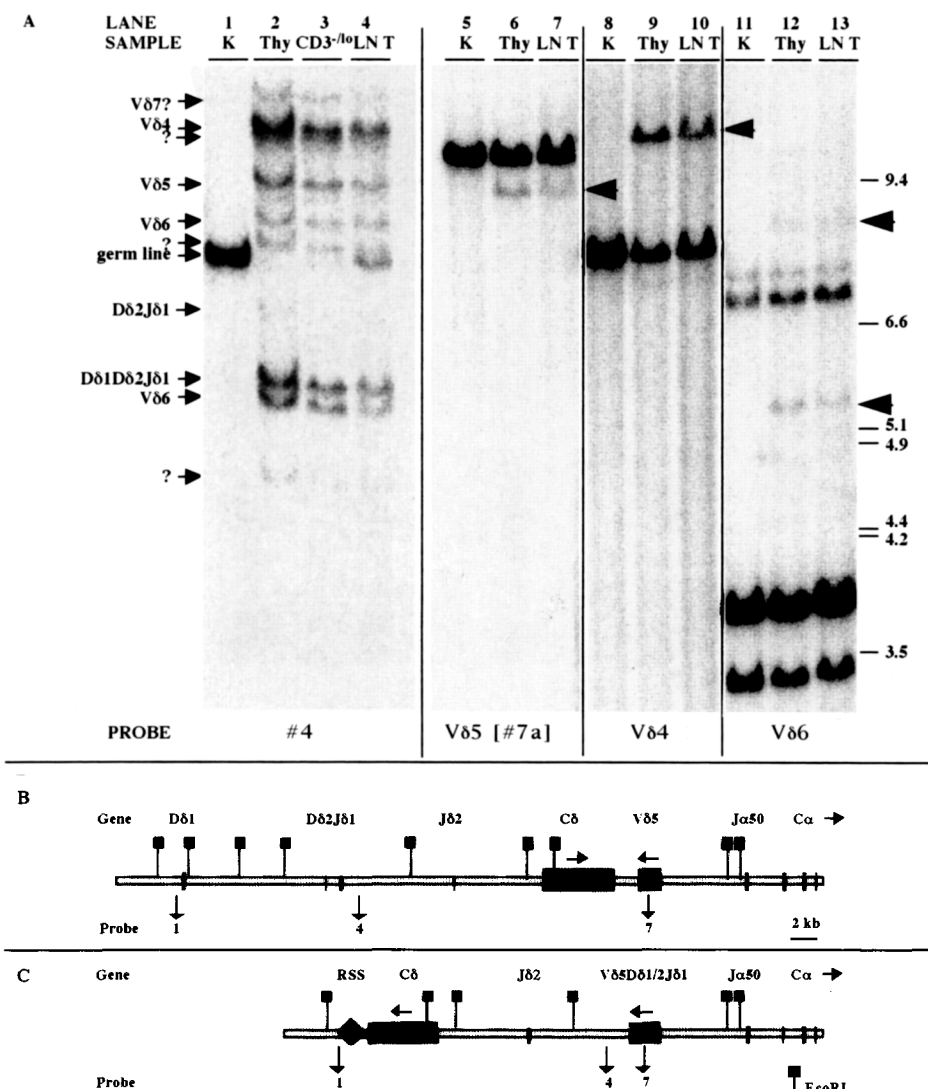 A
LANE 1 2 3 4 5 6 7 8 9 10 11 12 13
SAMPLE K Thy CD3-/lo LN T K Thy LN T K Thy LN T K Thy LN T
Vδ7?
Vδ4
?
Vδ5
Vδ6
?
germ line
Dδ2Jδ1
Dδ1Dδ2Jδ1
Vδ6
?
9.4
6.6
5.1
4.9
4.4
4.2
3.5
PROBE #4 Vδ5 [#7a] Vδ4 Vδ6
B
Gene Dδ1 Dδ2Jδ1 Jδ2 Cδ Vδ5 Jα50 Cα
Probe 1 4 7 2 kb
C
Gene RSS Cδ Jδ2 Vδ5Dδ1/2Jδ1 Jα50 Cα
Probe 1 4 7 EcoRI